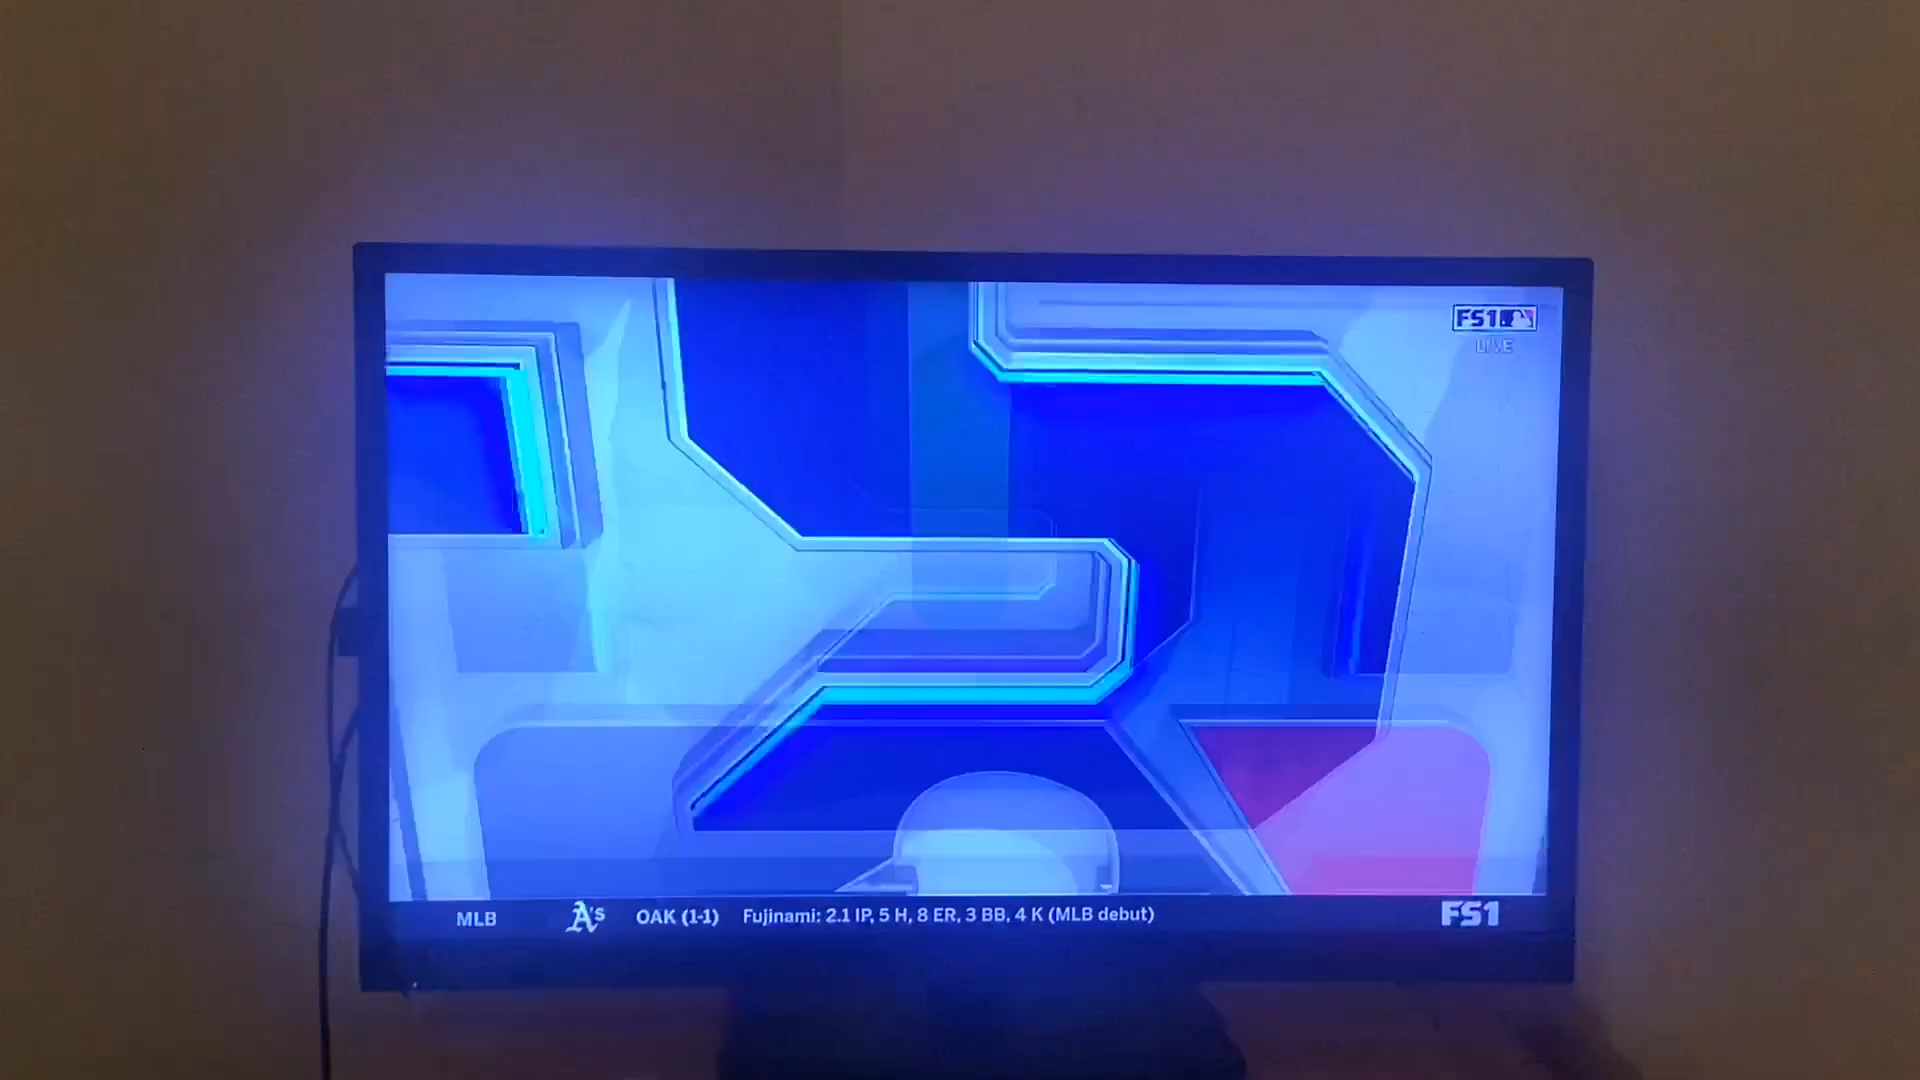 FS1
LIVE
MLB A's OAK (1-1) Fujinami: 2.1 IP, 5 H, 8 ER, 3 BB, 4 K (MLB debut) FS1